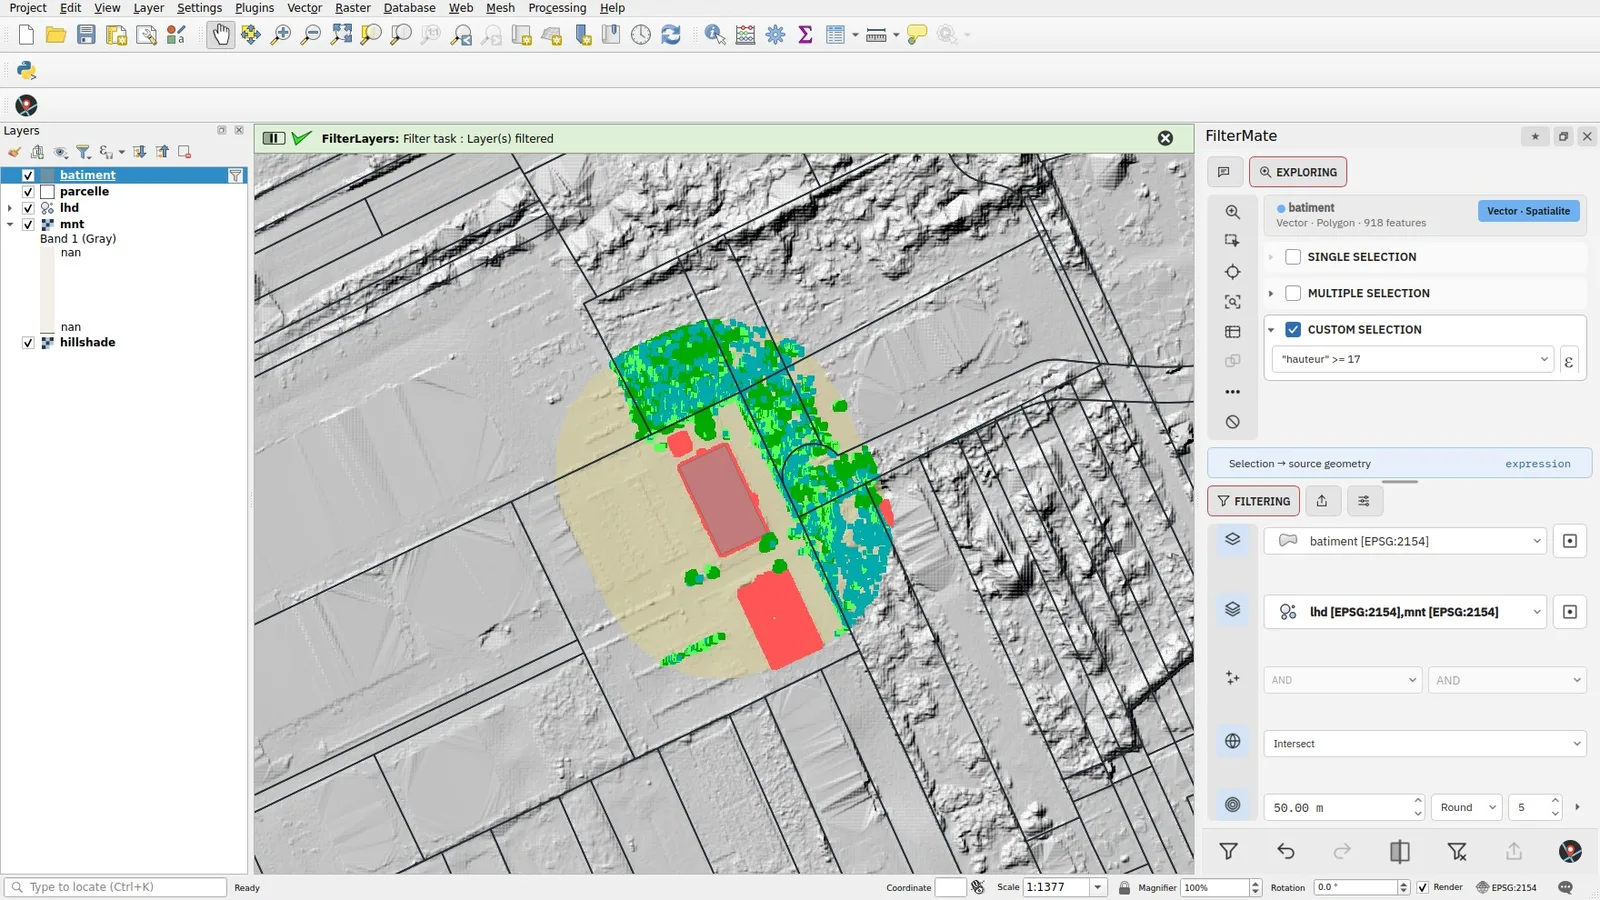 Project Edit View Layer Settings Plugins Vector Raster Database Web Mesh Processing Help
Layers
FilterLayers: Filter task : Layer(s) filtered
FilterMate
EXPLORING
batiment
parcelle
lhd
mnt
Band 1 (Gray)
nan
nan
hillshade
batiment
Vector · Polygon · 918 features
Vector · Spatialite
SINGLE SELECTION
MULTIPLE SELECTION
CUSTOM SELECTION
"hauteur" >= 17
ε
Selection → source geometry expression
FILTERING
batiment [EPSG:2154]
lhd [EPSG:2154],mnt [EPSG:2154]
AND AND
Intersect
50.00 m Round 5
Type to locate (Ctrl+K) Ready Coordinate Scale 1:1377 Magnifier 100% Rotation 0.0 ° Render EPSG:2154